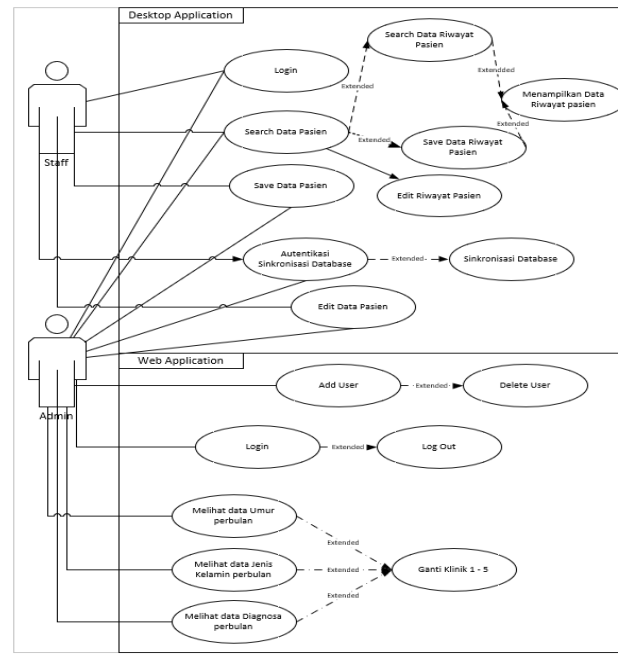 Desktop Application
Search Data Riwayat
Pasien
Login
Extendded
Menampilkan Data
Riwayat pasien
Extended
Search Data Pasien
Extended
Extended
Save Data Riwayat
Pasien
Staff
Save Data Pasien
Edit Riwayat Pasien
Autentikasi
Sinkronisasi Database
Extended-
Sinkronisasi Database
Edit Data Pasien
Web Application
Add User
Extended
Delete User
Admin
Login
Extended
Log Out
Melihat data Umur
perbulan
Extended
Melihat data Jenis
Kelamin perbulan
Extended
Ganti Klinik 1 - 5
Extended
Melihat data Diagnosa
perbulan